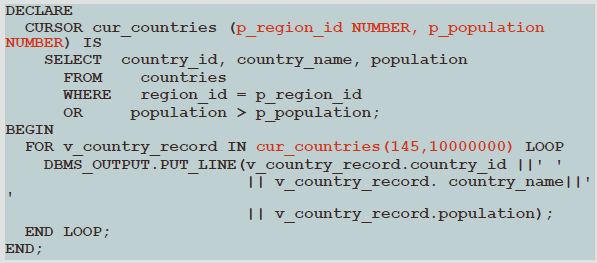 DECLARE
CURSOR cur_countries (p_region_id NUMBER, p_population
NUMBER) IS
SELECT country_id, country_name, population
FROM countries
WHERE region_id = p_region_id
OR population > p_population;
BEGIN
FOR v_country_record IN cur_countries(145,10000000) LOOP
DBMS_OUTPUT.PUT_LINE(v_country_record.country_id ||' '
|| v_country_record. country_name||'
'
|| v_country_record.population);
END LOOP;
END;